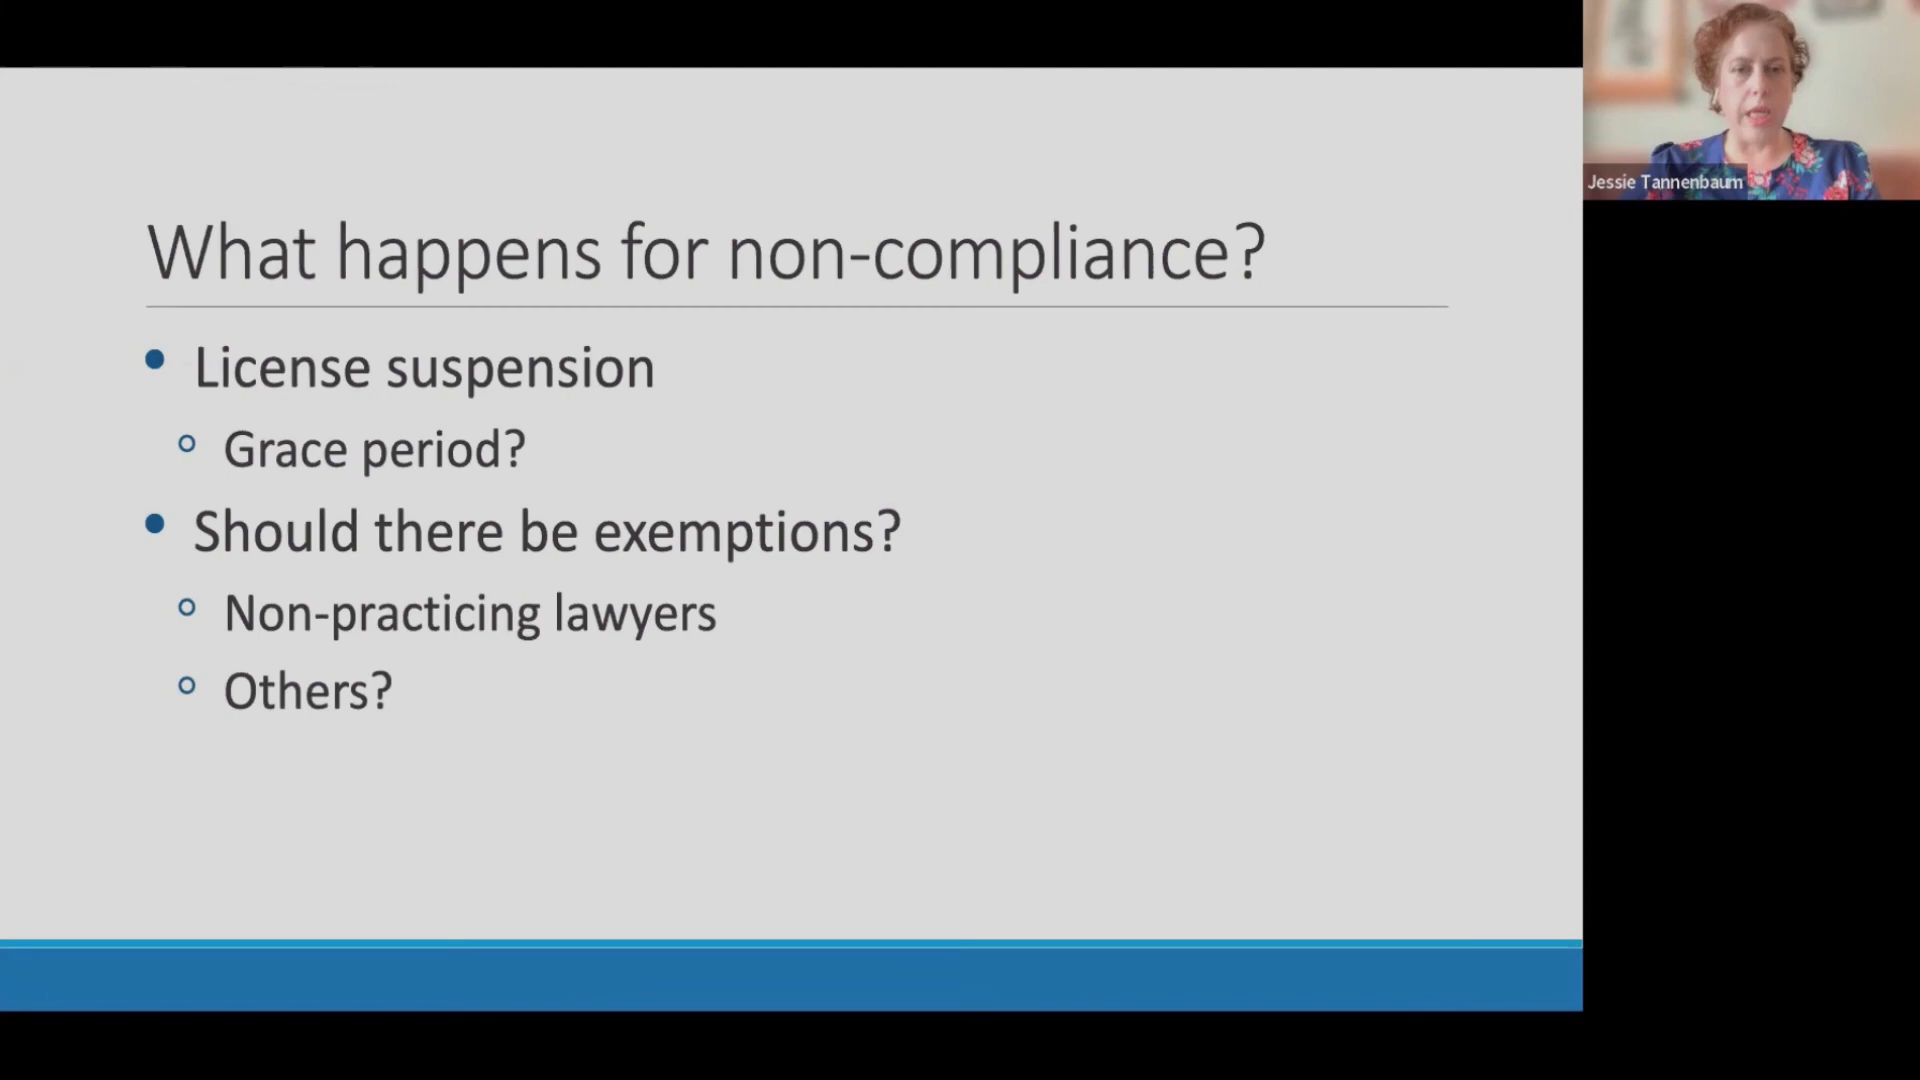 What happens for non-compliance?
License suspension
Grace period?
Should there be exemptions?
Non-practicing lawyers
Others?
Jessie Tannenbaum